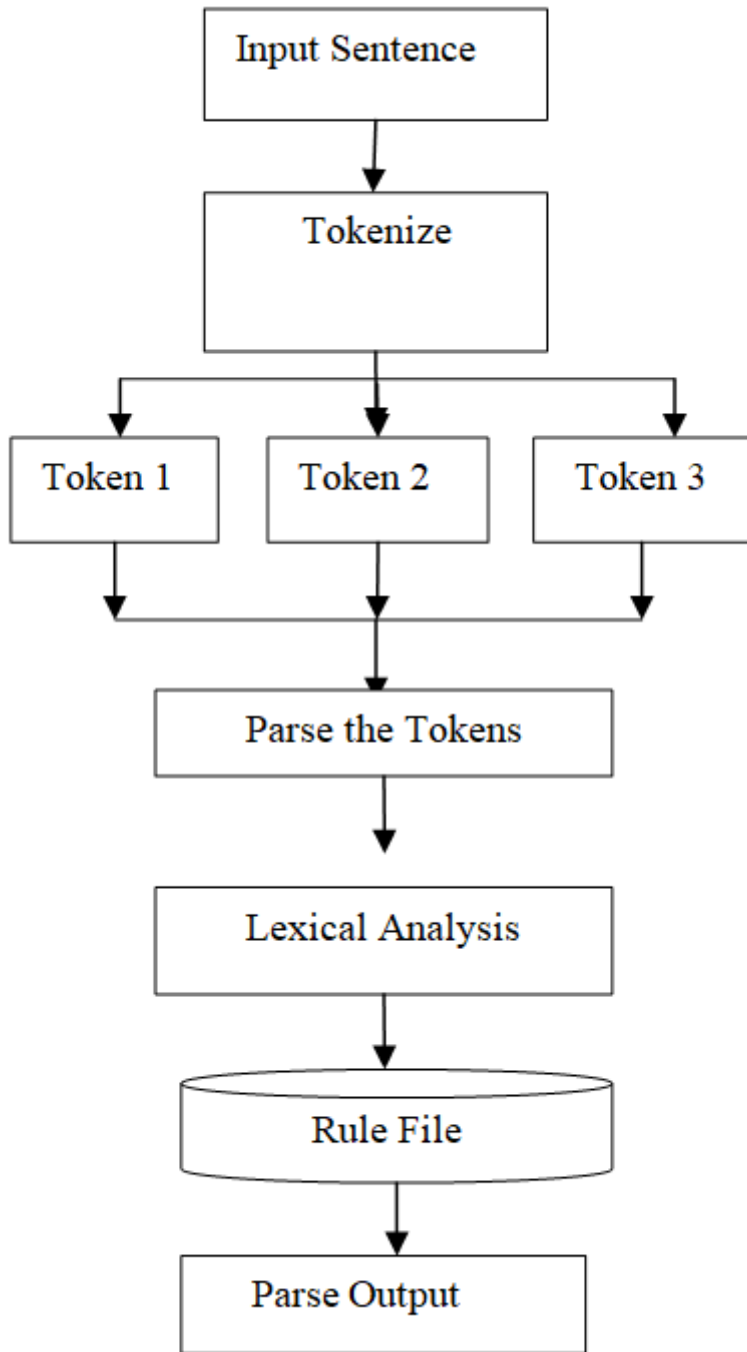 Input Sentence
Tokenize
Token 1
Token 2
Token 3
Parse the Tokens
Lexical Analysis
Rule File
Parse Output